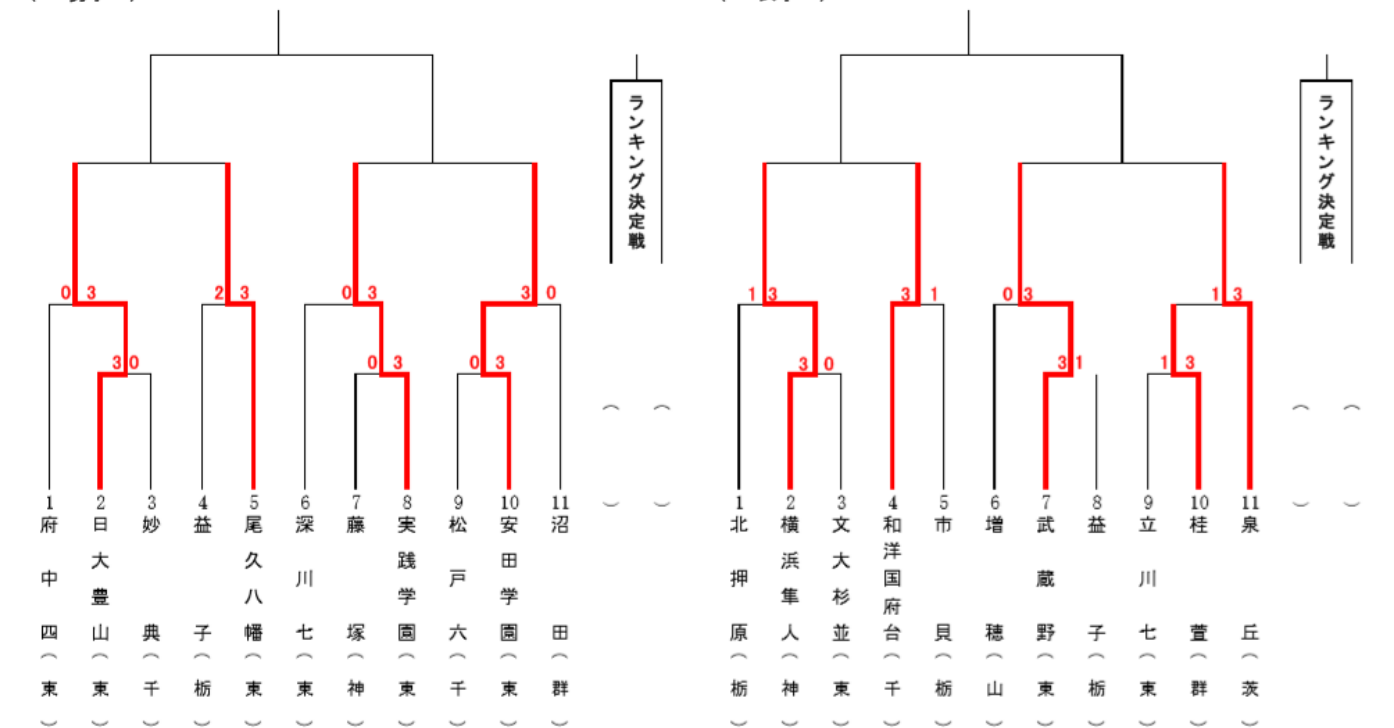 ランキング決定戦
0 3
2 3
0 3
3 0
3 0
0 3
0 3
1 府中四（東）
2 日大豊山（東）
3 妙典（千）
4 益子（栃）
5 尾久八幡（東）
6 深川七（東）
7 藤塚（神）
8 実践学園（東）
9 松戸六（千）
10 安田学園（東）
11 沼田（群）
（ ）
（ ）
ランキング決定戦
1 3
3 1
0 3
1 3
3 0
3 1
1 3
1 北押原（栃）
2 横浜隼人（神）
3 文大杉並（東）
4 和洋国府台（千）
5 市貝（栃）
6 増穂（山）
7 武蔵野（東）
8 益子（栃）
9 立川七（東）
10 桂萱（群）
11 泉丘（茨）
（ ）
（ ）